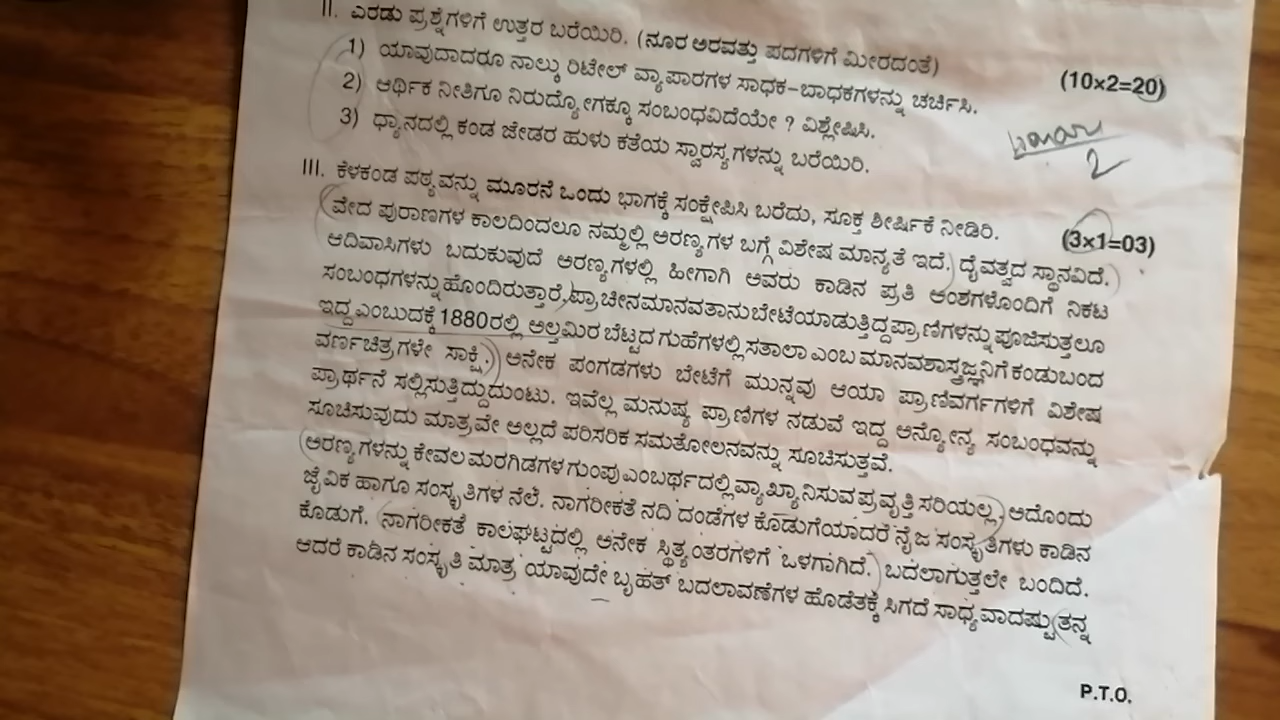 II. ಎರಡು ಪ್ರಶ್ನೆಗಳಿಗೆ ಉತ್ತರ ಬರೆಯಿರಿ. (ನೂರ ಅರವತ್ತು ಪದಗಳಿಗೆ ಮೀರದಂತೆ) (10×2=20)
1) ಯಾವುದಾದರೂ ನಾಲ್ಕು ರಿಟೇಲ್ ವ್ಯಾಪಾರಗಳ ಸಾಧಕ-ಬಾಧಕಗಳನ್ನು ಚರ್ಚಿಸಿ.
2) ಆರ್ಥಿಕ ನೀತಿಗೂ ನಿರುದ್ಯೋಗಕ್ಕೂ ಸಂಬಂಧವಿದೆಯೇ ? ವಿಶ್ಲೇಷಿಸಿ.
3) ಧ್ಯಾನದಲ್ಲಿ ಕಂಡ ಜೇಡರ ಹುಳು ಕತೆಯ ಸ್ವಾರಸ್ಯಗಳನ್ನು ಬರೆಯಿರಿ.
2
III. ಕೆಳಕಂಡ ಪಠ್ಯವನ್ನು ಮೂರನೆ ಒಂದು ಭಾಗಕ್ಕೆ ಸಂಕ್ಷೇಪಿಸಿ ಬರೆದು, ಸೂಕ್ತ ಶೀರ್ಷಿಕೆ ನೀಡಿರಿ. (3×1=03)
ವೇದ ಪುರಾಣಗಳ ಕಾಲದಿಂದಲೂ ನಮ್ಮಲ್ಲಿ ಅರಣ್ಯಗಳ ಬಗ್ಗೆ ವಿಶೇಷ ಮಾನ್ಯತೆ ಇದೆ. ದೈವತ್ವದ ಸ್ಥಾನವಿದೆ.
ಆದಿವಾಸಿಗಳು ಬದುಕುವುದೆ ಅರಣ್ಯಗಳಲ್ಲಿ ಹೀಗಾಗಿ ಅವರು ಕಾಡಿನ ಪ್ರತಿ ಅಂಶಗಳೊಂದಿಗೆ ನಿಕಟ
ಸಂಬಂಧಗಳನ್ನು ಹೊಂದಿರುತ್ತಾರೆ, ಪ್ರಾಚೀನ ಮಾನವ ತಾನು ಬೇಟೆಯಾಡುತ್ತಿದ್ದ ಪ್ರಾಣಿಗಳನ್ನು ಪೂಜಿಸುತ್ತಲೂ
ಇದ್ದ ಎಂಬುದಕ್ಕೆ 1880ರಲ್ಲಿ ಅಲ್ತಮಿರ ಬೆಟ್ಟದ ಗುಹೆಗಳಲ್ಲಿ ಸತಾಲಾ ಎಂಬ ಮಾನವಶಾಸ್ತ್ರಜ್ಞನಿಗೆ ಕಂಡುಬಂದ
ವರ್ಣಚಿತ್ರಗಳೇ ಸಾಕ್ಷಿ. ಅನೇಕ ಪಂಗಡಗಳು ಬೇಟೆಗೆ ಮುನ್ನವು ಆಯಾ ಪ್ರಾಣಿವರ್ಗಗಳಿಗೆ ವಿಶೇಷ
ಪ್ರಾರ್ಥನೆ ಸಲ್ಲಿಸುತ್ತಿದ್ದುದುಂಟು. ಇವೆಲ್ಲ ಮನುಷ್ಯ ಪ್ರಾಣಿಗಳ ನಡುವೆ ಇದ್ದ ಅನ್ಯೋನ್ಯ ಸಂಬಂಧವನ್ನು
ಸೂಚಿಸುವುದು ಮಾತ್ರವೇ ಅಲ್ಲದೆ ಪರಿಸರಿಕ ಸಮತೋಲನವನ್ನು ಸೂಚಿಸುತ್ತವೆ.
ಅರಣ್ಯಗಳನ್ನು ಕೇವಲ ಮರಗಿಡಗಳ ಗುಂಪು ಎಂಬರ್ಥದಲ್ಲಿ ವ್ಯಾಖ್ಯಾನಿಸುವ ಪ್ರವೃತ್ತಿ ಸರಿಯಲ್ಲ, ಅದೊಂದು
ಜೈವಿಕ ಹಾಗೂ ಸಂಸ್ಕೃತಿಗಳ ನೆಲೆ. ನಾಗರೀಕತೆ ನದಿ ದಂಡೆಗಳ ಕೊಡುಗೆಯಾದರೆ ನೈಜ ಸಂಸ್ಕೃತಿಗಳು ಕಾಡಿನ
ಕೊಡುಗೆ. ನಾಗರೀಕತೆ ಕಾಲಘಟ್ಟದಲ್ಲಿ ಅನೇಕ ಸ್ಥಿತ್ಯಂತರಗಳಿಗೆ ಒಳಗಾಗಿದೆ. ಬದಲಾಗುತ್ತಲೇ ಬಂದಿದೆ.
ಆದರೆ ಕಾಡಿನ ಸಂಸ್ಕೃತಿ ಮಾತ್ರ ಯಾವುದೇ ಬೃಹತ್ ಬದಲಾವಣೆಗಳ ಹೊಡೆತಕ್ಕೆ ಸಿಗದೆ ಸಾಧ್ಯವಾದಷ್ಟು ತನ್ನ
P.T.O.